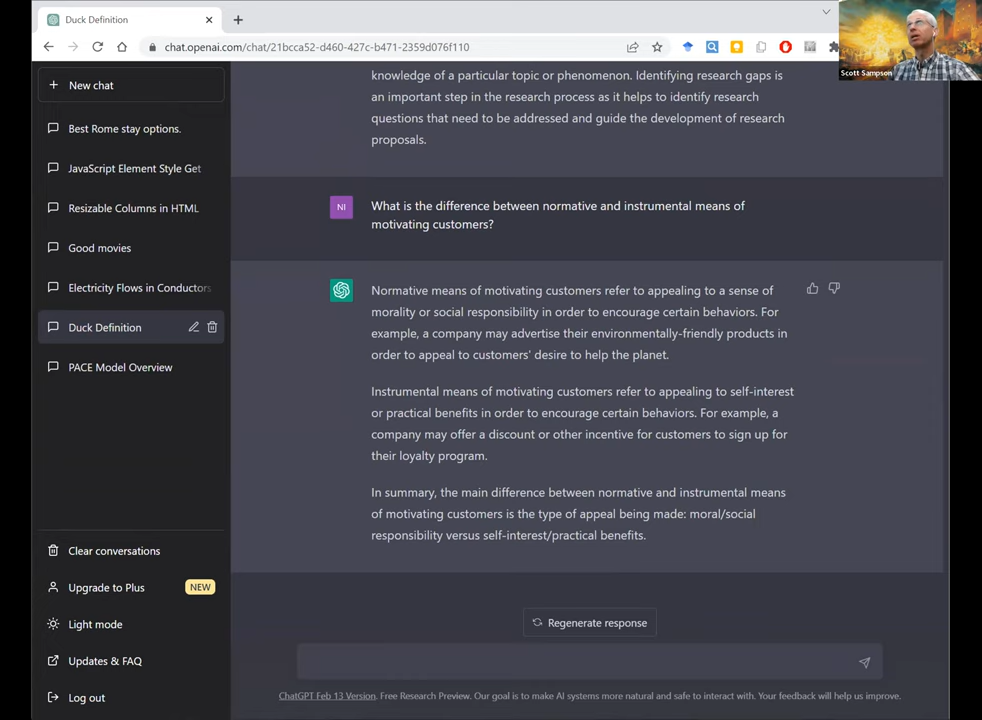 Duck Definition
chat.openai.com/chat/21bcca52-d460-427c-b471-2359d076f110
Scott Sampson
New chat
Best Rome stay options.
JavaScript Element Style Get
Resizable Columns in HTML
Good movies
Electricity Flows in Conductors
Duck Definition
PACE Model Overview
Clear conversations
Upgrade to Plus NEW
Light mode
Updates & FAQ
Log out
knowledge of a particular topic or phenomenon. Identifying research gaps is
an important step in the research process as it helps to identify research
questions that need to be addressed and guide the development of research
proposals.
NI
What is the difference between normative and instrumental means of
motivating customers?
Normative means of motivating customers refer to appealing to a sense of
morality or social responsibility in order to encourage certain behaviors. For
example, a company may advertise their environmentally-friendly products in
order to appeal to customers' desire to help the planet.
Instrumental means of motivating customers refer to appealing to self-interest
or practical benefits in order to encourage certain behaviors. For example, a
company may offer a discount or other incentive for customers to sign up for
their loyalty program.
In summary, the main difference between normative and instrumental means
of motivating customers is the type of appeal being made: moral/social
responsibility versus self-interest/practical benefits.
Regenerate response
ChatGPT Feb 13 Version. Free Research Preview. Our goal is to make AI systems more natural and safe to interact with. Your feedback will help us improve.